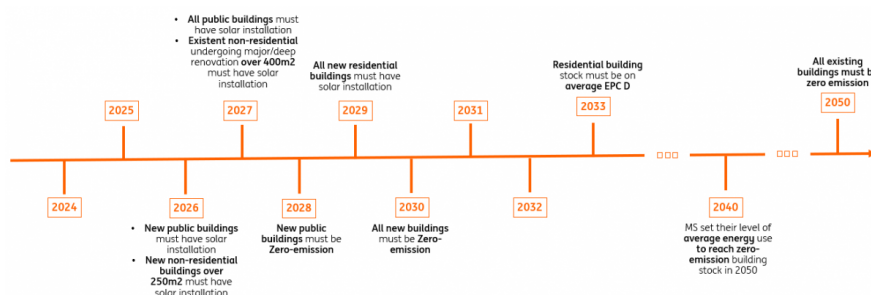 • All public buildings must
have solar installation
• Existent non-residential
undergoing major/deep
renovation over 400m2
must have solar
installation
All new residential
buildings must have
solar installation
Residential building
stock must be on
average EPC D
All existing
buildings must b
zero emission
2025
2027
2029
2031
2033
2050
2024
2026
2028
2030
2032
2040
• New public buildings
must have solar
installation
• New non-residential
buildings over
250m2 must have
solar installation
New public
buildings must be
Zero-emission
All new buildings
must be Zero-
emission
MS set their level of
average energy use
to reach zero-
emission building
stock in 2050